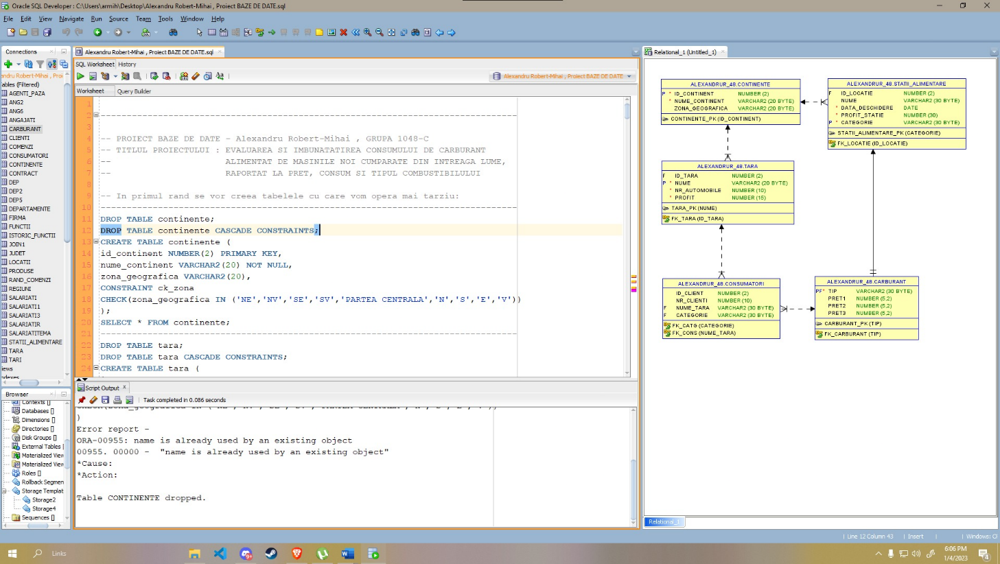 Oracle SQL Developer : C:\Users\armih\Desktop\Alexandru Robert-Mihai , Proiect BAZE DE DATE.sql
File Edit View Navigate Run Source Team Tools Window Help
Connections
Alexandru Robert-Mihai , Proiect BAZE DE DATE.sql
Relational_1 (Untitled_1)
SQL Worksheet History
Alexandru Robert-Mihai , Proiect BAZE DE DATE
Worksheet Query Builder
andru Robert-Mihai , Proi
ables (Filtered)
AGENTI_PAZA
ANG2
ANG6
ANGAJATI
CARBURANT
CLIENTI
COMENZI
CONSUMATORI
CONTINENTE
CONTRACT
DEP
DEP2
DEP5
DEPARTAMENTE
FIRMA
FUNCTII
ISTORIC_FUNCTII
JOIN1
JUDET
LOCATII
PRODUSE
RAND_COMENZI
REGIUNI
SALARIATI
SALARIATI1
SALARIATI3
SALARIATIR
SALARIATITEMA
STATII_ALIMENTARE
TARA
TARI
iews
ndexes
1
2 --------------------------------------------------------------------------------
3
4 -- PROIECT BAZE DE DATE - Alexandru Robert-Mihai , GRUPA 1048-C
5 -- TITLUL PROIECTULUI : EVALUAREA SI IMBUNATATIREA CONSUMULUI DE CARBURANT
6 -- ALIMENTAT DE MASINILE NOI CUMPARATE DIN INTREAGA LUME,
7 -- RAPORTAT LA PRET, CONSUM SI TIPUL COMBUSTIBILULUI
8
9 -- In primul rand se vor creea tabelele cu care vom opera mai tarziu:
10 --------------------------------------------------------------------------------
11 DROP TABLE continente;
12 DROP TABLE continente CASCADE CONSTRAINTS;
13 CREATE TABLE continente (
14 id_continent NUMBER(2) PRIMARY KEY,
15 nume_continent VARCHAR2(20) NOT NULL,
16 zona_geografica VARCHAR2(20),
17 CONSTRAINT ck_zona
18 CHECK(zona_geografica IN ('NE','NV','SE','SV','PARTEA CENTRALA','N','S','E','V'))
19 );
20 SELECT * FROM continente;
21 --------------------------------------------------------------------------------
22 DROP TABLE tara;
23 DROP TABLE tara CASCADE CONSTRAINTS;
24 CREATE TABLE tara (
Script Output
Task completed in 0.086 seconds
)
Error report -
ORA-00955: name is already used by an existing object
00955. 00000 - "name is already used by an existing object"
*Cause:
*Action:
Table CONTINENTE dropped.
Browser
Contexts []
Databases []
Dimensions []
Directories []
Disk Groups []
External Tables
Materialized View
Materialized View
Roles []
Rollback Segmen
Storage Templat
Storage2
Storage4
Sequences []
ALEXANDRUR_48.CONTINENTE
P * ID_CONTINENT NUMBER (2)
* NUME_CONTINENT VARCHAR2 (20 BYTE)
ZONA_GEOGRAFICA VARCHAR2 (20 BYTE)
CONTINENTE_PK (ID_CONTINENT)
ALEXANDRUR_48.STATII_ALIMENTARE
F ID_LOCATIE NUMBER (2)
NUME VARCHAR2 (30 BYTE)
* DATA_DESCHIDERE DATE
* PROFIT_STATIE NUMBER (30)
P * CATEGORIE VARCHAR2 (30 BYTE)
STATII_ALIMENTARE_PK (CATEGORIE)
FK_LOCATIE (ID_LOCATIE)
ALEXANDRUR_48.TARA
F ID_TARA NUMBER (2)
P * NUME VARCHAR2 (20 BYTE)
* NR_AUTOMOBILE NUMBER (10)
* PROFIT NUMBER (15)
TARA_PK (NUME)
FK_TARA (ID_TARA)
ALEXANDRUR_48.CONSUMATORI
ID_CLIENT NUMBER (2)
NR_CLIENTI NUMBER (10)
F NUME_TARA VARCHAR2 (30 BYTE)
F CATEGORIE VARCHAR2 (30 BYTE)
FK_CATG (CATEGORIE)
FK_CONS (NUME_TARA)
ALEXANDRUR_48.CARBURANT
PF* TIP VARCHAR2 (30 BYTE)
PRET1 NUMBER (5,2)
PRET2 NUMBER (5,2)
PRET3 NUMBER (5,2)
CARBURANT_PK (TIP)
FK_CARBURANT (TIP)
Relational_1
Line 12 Column 43 Insert Windows: Cl
Links
6:06 PM
1/4/2023
4